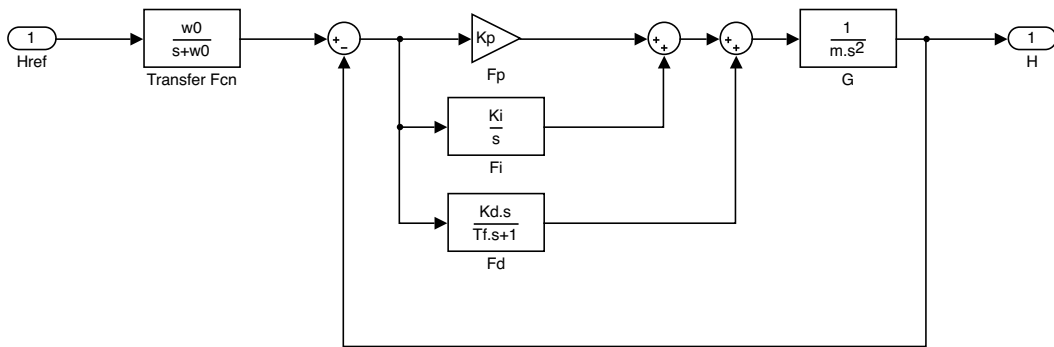 1
Href
w0
s+w0
Transfer Fcn
+
−
Kp
Fp
+
+
+
+
1
m.s²
G
1
H
Ki
s
Fi
Kd.s
Tf.s+1
Fd